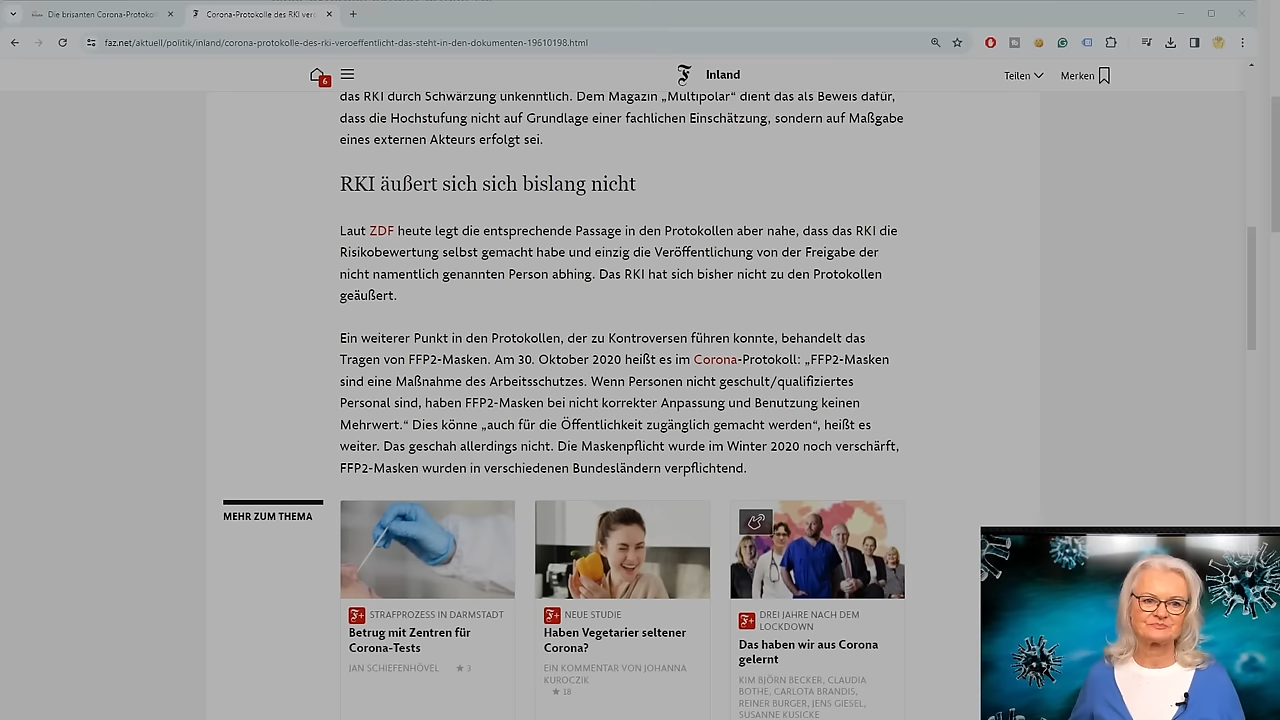 Die brisanten Corona-Protoko
Corona-Protokolle des RKI ver
faz.net/aktuell/politik/inland/corona-protokolle-des-rki-veroeffentlicht-das-steht-in-den-dokumenten-19610198.html
6
Inland
Teilen
Merken
das RKI durch Schwärzung unkenntlich. Dem Magazin „Multipolar“ dient das als Beweis dafür,
dass die Hochstufung nicht auf Grundlage einer fachlichen Einschätzung, sondern auf Maßgabe
eines externen Akteurs erfolgt sei.
RKI äußert sich sich bislang nicht
Laut ZDF heute legt die entsprechende Passage in den Protokollen aber nahe, dass das RKI die
Risikobewertung selbst gemacht habe und einzig die Veröffentlichung von der Freigabe der
nicht namentlich genannten Person abhing. Das RKI hat sich bisher nicht zu den Protokollen
geäußert.
Ein weiterer Punkt in den Protokollen, der zu Kontroversen führen konnte, behandelt das
Tragen von FFP2-Masken. Am 30. Oktober 2020 heißt es im Corona-Protokoll: „FFP2-Masken
sind eine Maßnahme des Arbeitsschutzes. Wenn Personen nicht geschult/qualifiziertes
Personal sind, haben FFP2-Masken bei nicht korrekter Anpassung und Benutzung keinen
Mehrwert.“ Dies könne „auch für die Öffentlichkeit zugänglich gemacht werden“, heißt es
weiter. Das geschah allerdings nicht. Die Maskenpflicht wurde im Winter 2020 noch verschärft,
FFP2-Masken wurden in verschiedenen Bundesländern verpflichtend.
MEHR ZUM THEMA
F+ STRAFPROZESS IN DARMSTADT
Betrug mit Zentren für
Corona-Tests
JAN SCHIEFENHÖVEL ★ 3
F+ NEUE STUDIE
Haben Vegetarier seltener
Corona?
EIN KOMMENTAR VON JOHANNA
KUROCZIK
★ 18
F+ DREI JAHRE NACH DEM
LOCKDOWN
Das haben wir aus Corona
gelernt
KIM BJÖRN BECKER, CLAUDIA
BOTHE, CARLOTA BRANDIS,
REINER BURGER, JENS GIESEL,
SUSANNE KUSICKE